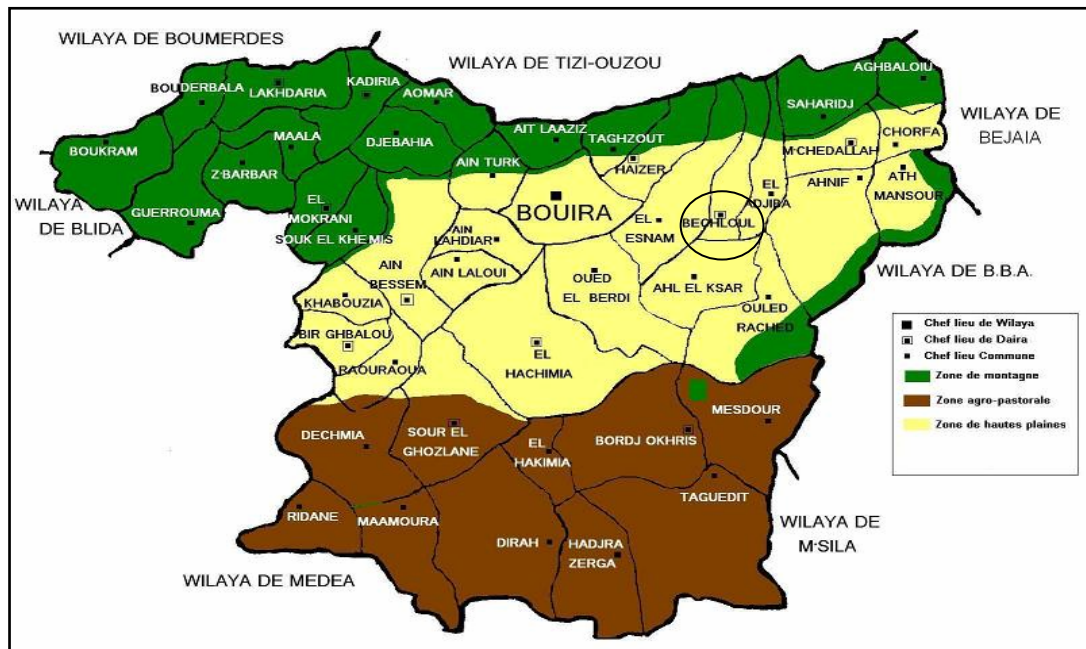 WILAYA DE BOUMERDES
WILAYA DE TIZI-OUZOU
AGHBALOIU
BOUDERBALA
LAKHDARIA
KADIRIA
AOMAR
SAHARIDJ
WILAYA DE
BEJAIA
BOUKRAM
MAALA
DJEBAHIA
AIT LAAZIZ
TAGHZOUT
CHORFA
M'CHEDALLAH
Z'BARBAR
AIN TURK
HAIZER
AHNIF
ATH
MANSOUR
WILAYA
DE BLIDA
GUERROUMA
EL
MOKRANI
SOUK EL KHEMIS
BOUIRA
EL
ESNAM
BECHLOUL
EL
ADJIBA
AIN
LAHDIAR
AIN LALOUI
AIN
BESSEM
OUED
EL BERDI
AHL EL KSAR
WILAYA DE B.B.A.
KHABOUZIA
OULED
RACHED
BIR GHBALOU
RAOURAOUA
EL
HACHIMIA
Chef lieu de Wilaya
Chef lieu de Daira
Chef lieu Commune
Zone de montagne
Zone agro-pastorale
Zone de hautes plaines
DECHMIA
SOUR EL
GHOZLANE
EL
HAKIMIA
BORDJ OKHRIS
MESDOUR
TAGUEDIT
RIDANE
MAAMOURA
DIRAH
HADJRA
ZERGA
WILAYA DE
M'SILA
WILAYA DE MEDEA